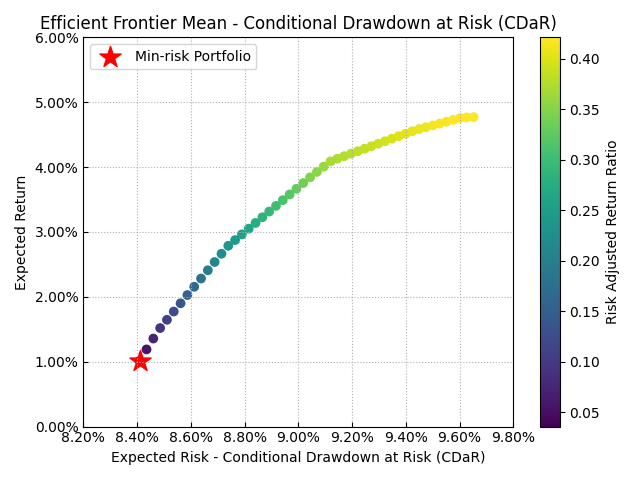 Efficient Frontier Mean - Conditional Drawdown at Risk (CDaR)
Min-risk Portfolio
6.00%
5.00%
4.00%
3.00%
2.00%
1.00%
0.00%
Expected Return
8.20% 8.40% 8.60% 8.80% 9.00% 9.20% 9.40% 9.60% 9.80%
Expected Risk - Conditional Drawdown at Risk (CDaR)
0.40
0.35
0.30
0.25
0.20
0.15
0.10
0.05
Risk Adjusted Return Ratio